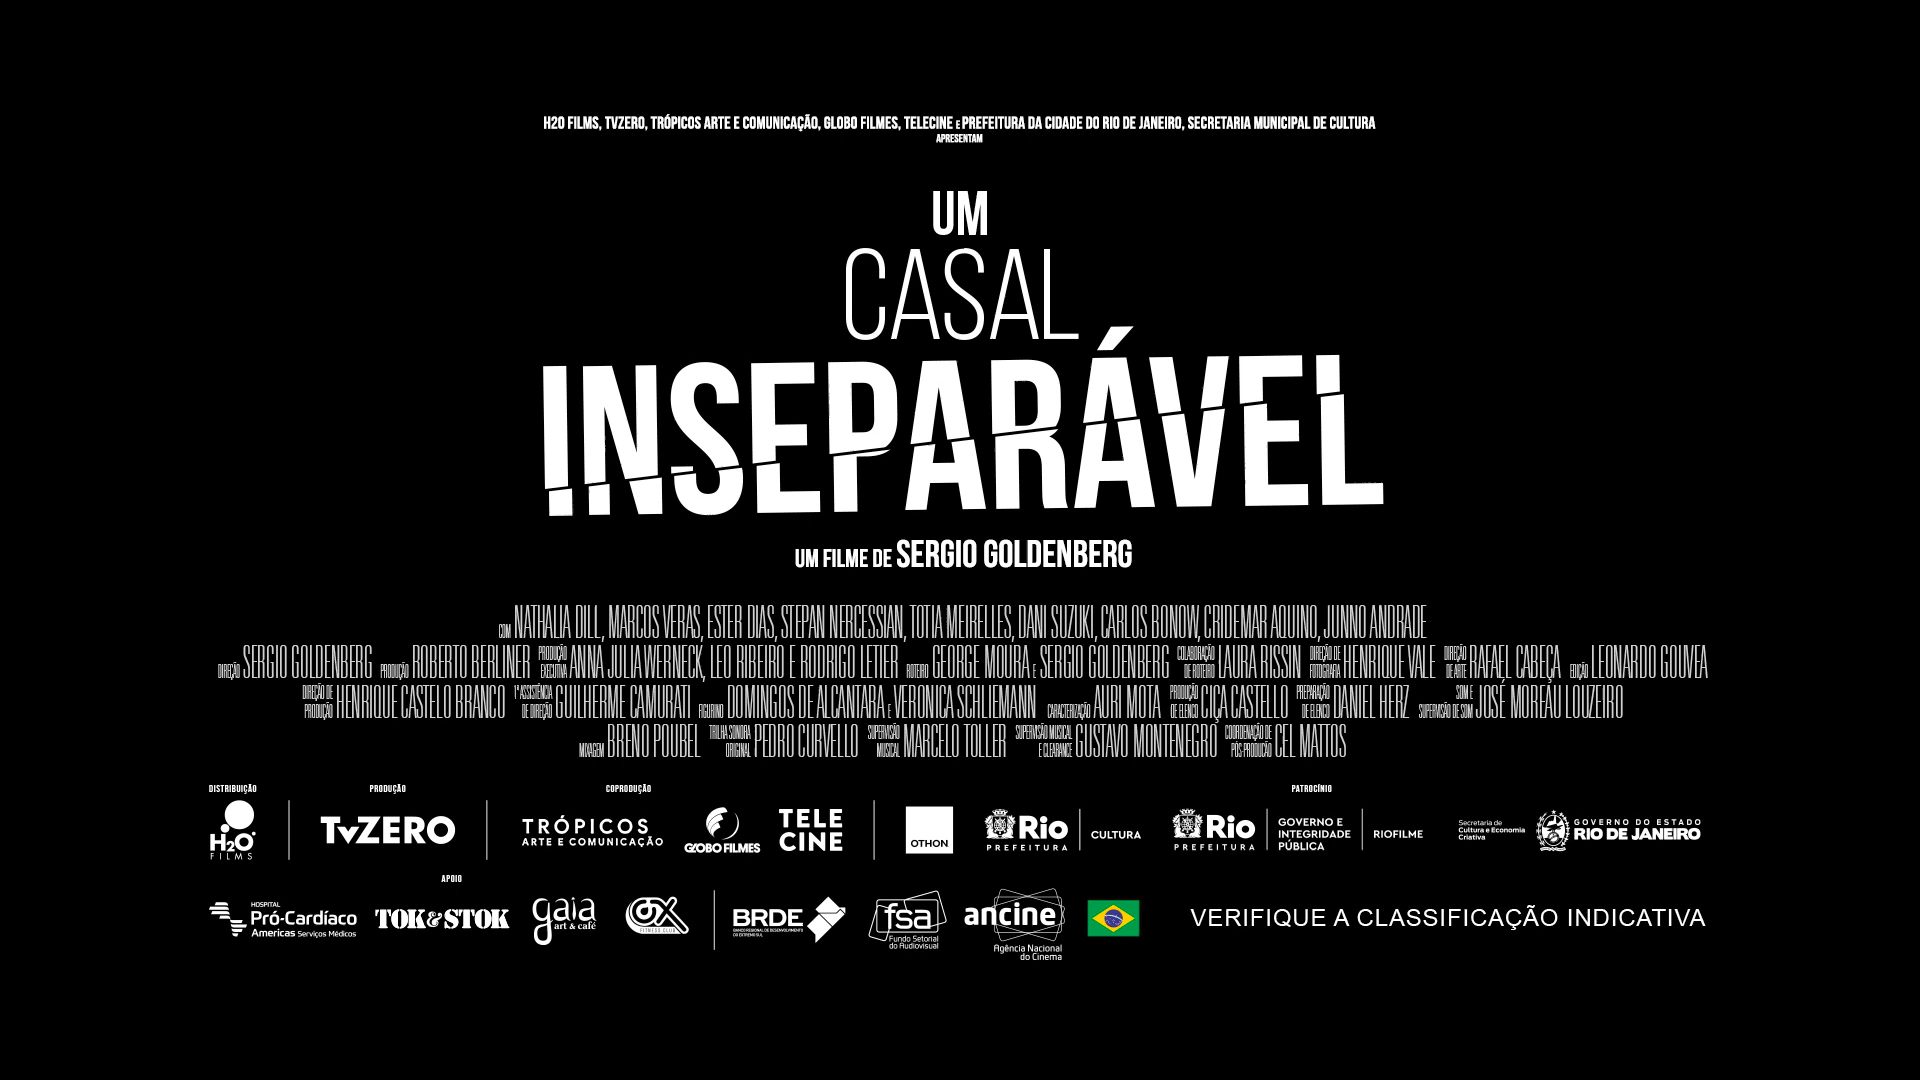 H2O FILMS, TVZERO, TRÓPICOS ARTE E COMUNICAÇÃO, GLOBO FILMES, TELECINE E PREFEITURA DA CIDADE DO RIO DE JANEIRO, SECRETARIA MUNICIPAL DE CULTURA
APRESENTAM
UM
CASAL
INSEPARÁVEL
UM FILME DE SERGIO GOLDENBERG
COM NATHALIA DILL, MARCOS VERAS, ESTER DIAS, STEPAN NERCESSIAN, TOTIA MEIRELLES, DANI SUZUKI, CARLOS BONOW, CRIDEMAR AQUINO, JUNNO ANDRADE
DIREÇÃO SERGIO GOLDENBERG PRODUÇÃO RODOLFO BERLINER PRODUÇÃO EXECUTIVA ANNA JULIA WERNECK, LEO RIBEIRO E RODRIGO LETIER ROTEIRO GEORGE MOURA E SERGIO GOLDENBERG COLABORAÇÃO DE ROTEIRO LAURA RISSIN DIREÇÃO DE FOTOGRAFIA HENRIQUE VALE DIREÇÃO DE ARTE RAFAEL CABEÇA EDIÇÃO LEONARDO GOUVEA
DIREÇÃO DE PRODUÇÃO HENRIQUE CASTELO BRANCO 1ª ASSISTÊNCIA DE DIREÇÃO GUILHERME CAMURATI FIGURINO DOMINGOS DE ALCANTARA E VERONICA SCHLIEMANN CARACTERIZAÇÃO AURI MOTA PRODUÇÃO DE ELENCO CIÇA CASTELLO PREPARAÇÃO DE ELENCO DANIEL HERZ SOM E SUPERVISÃO DE SOM JOSÉ MOREAU LOUZEIRO
MIXAGEM BRENO POUBEL TRILHA SONORA ORIGINAL PEDRO CURVELLO SUPERVISÃO MUSICAL MARCELO TOLLER SUPERVISÃO MUSICAL E CLEARANCE GUSTAVO MONTENEGRO COORDENAÇÃO DE PÓS-PRODUÇÃO CEL MATTOS
DISTRIBUIÇÃO
H2O
FILMS
PRODUÇÃO
TvZERO
COPRODUÇÃO
TRÓPICOS
ARTE E COMUNICAÇÃO
GLOBO FILMES
TELE
CINE
OTHON
Rio
PREFEITURA
CULTURA
PATROCÍNIO
Rio
PREFEITURA
GOVERNO E
INTEGRIDADE
PÚBLICA
RIOFILME
Secretaria de
Cultura e Economia
Criativa
GOVERNO DO ESTADO
RIO DE JANEIRO
APOIO
HOSPITAL
Pró-Cardíaco
Americas Serviços Médicos
TOK&STOK
gaia
art & café
FITNESS CLUB
BRDE
BANCO REGIONAL DE DESENVOLVIMENTO
DO EXTREMO SUL
fsa
Fundo Setorial
do Audiovisual
ancine
Agência Nacional
do Cinema
VERIFIQUE A CLASSIFICAÇÃO INDICATIVA